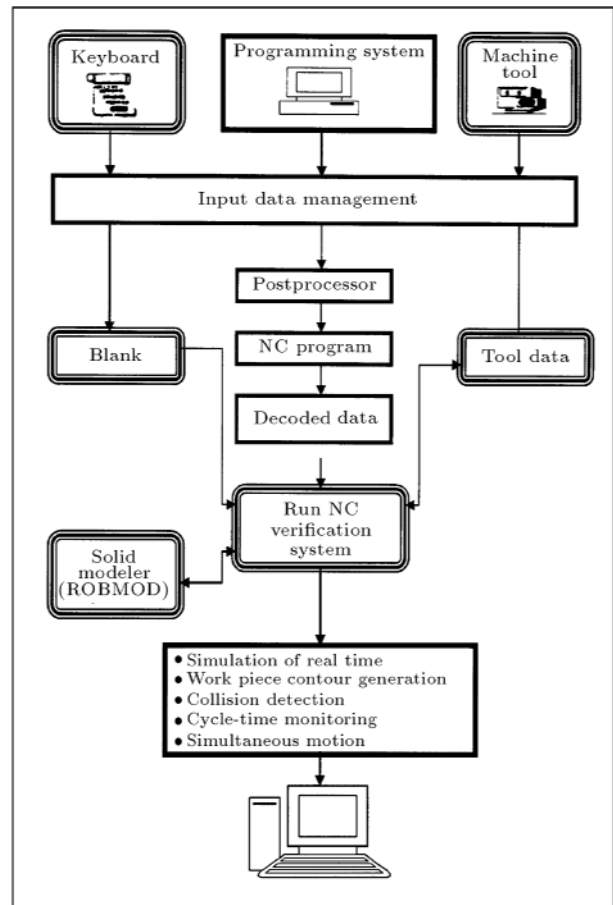 Keyboard
Programming system
Machine
tool
Input data management
Postprocessor
Blank
NC program
Tool data
Decoded data
Run NC
verification
system
Solid
modeler
(ROBMOD)
• Simulation of real time
• Work piece contour generation
• Collision detection
• Cycle-time monitoring
• Simultaneous motion